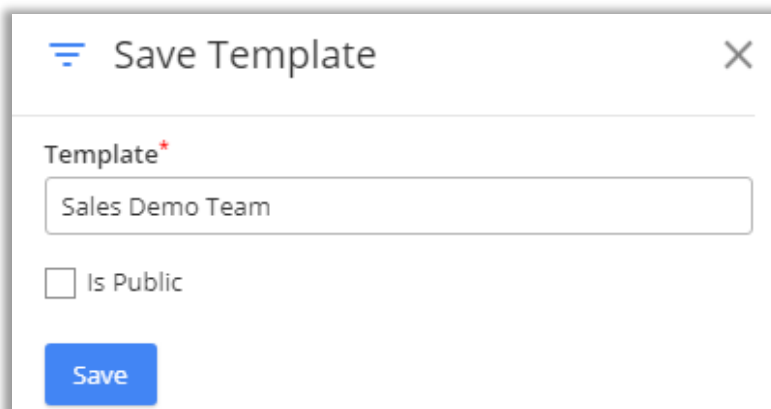 Save Template
Template*
Sales Demo Team
Is Public
Save